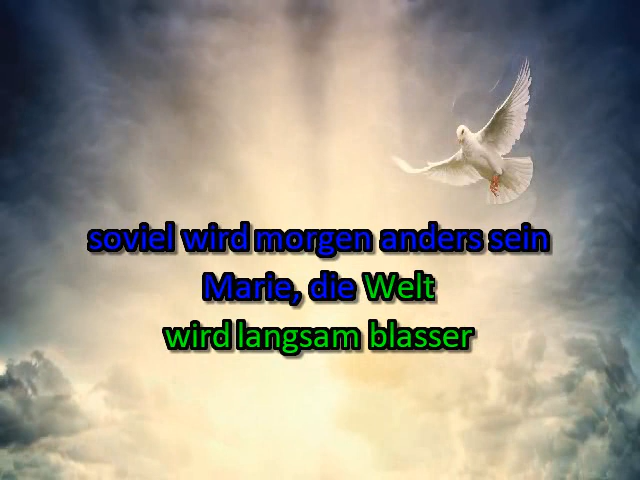 soviel wird morgen anders sein
Marie, die Welt
wird langsam blasser